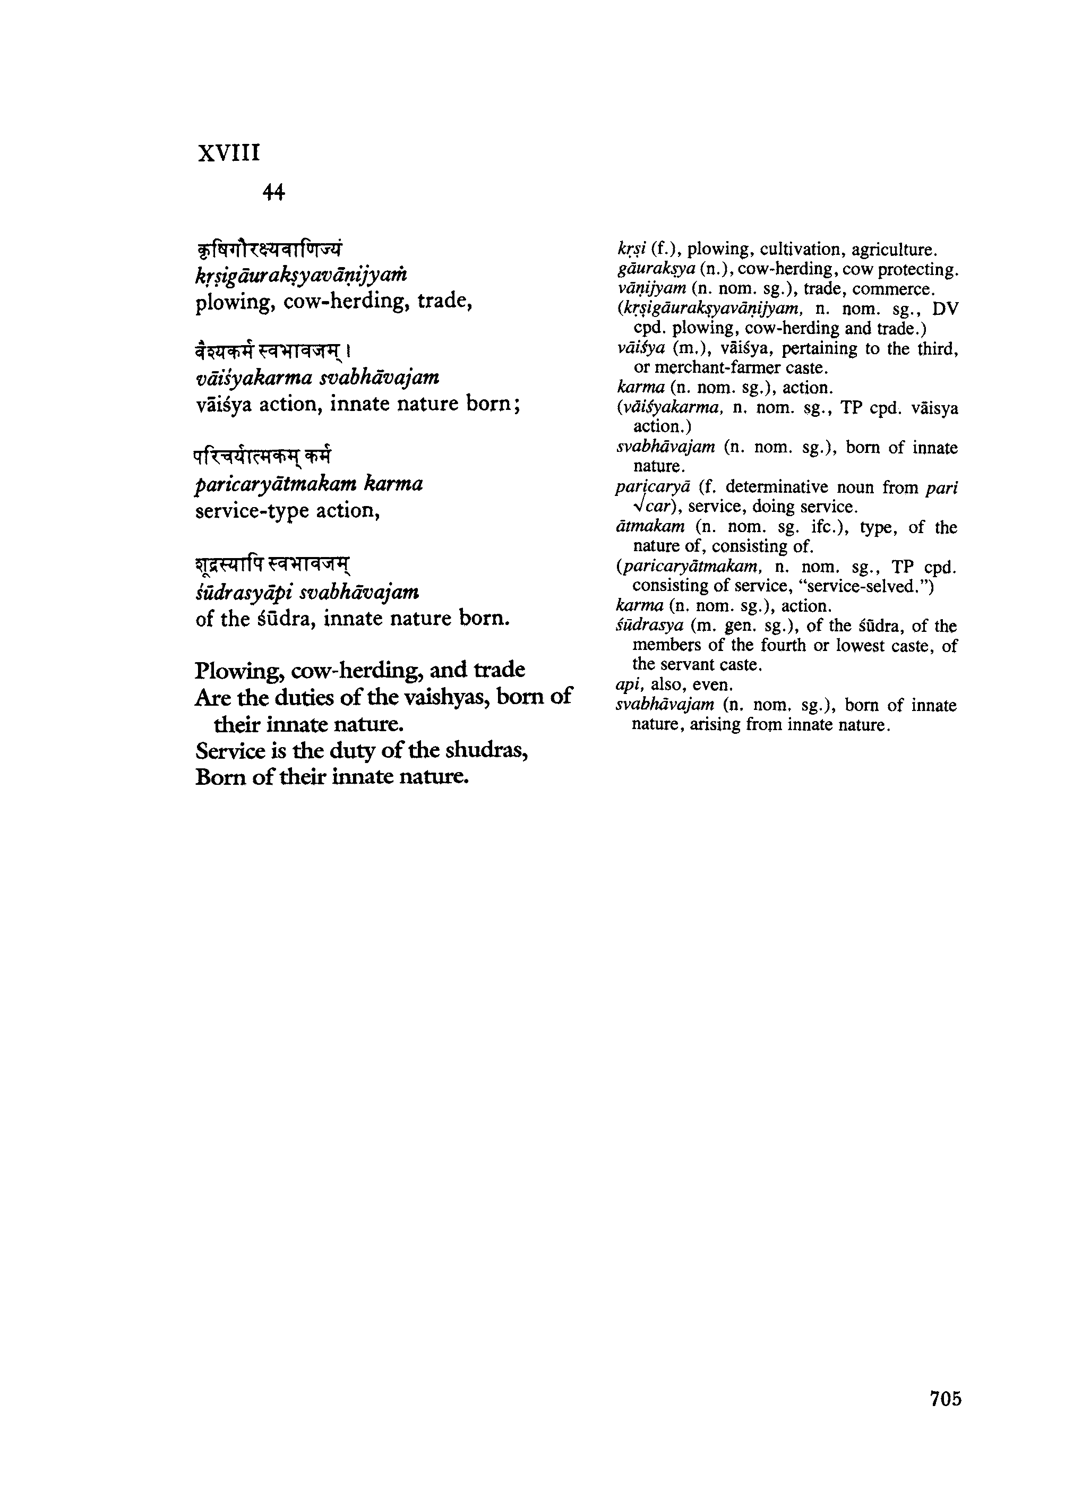 XVIII
44
कृषिगौरक्ष्यवाणिज्यं
kṛṣigāurakṣyavāṇijyaṁ
plowing, cow-herding, trade,
वैश्यकर्म स्वभावजम् ।
vāiśyakarma svabhāvajam
vāiśya action, innate nature born;
परिचर्यात्मकम् कर्म
paricaryātmakam karma
service-type action,
शूद्रस्यापि स्वभावजम्
śūdrasyāpi svabhāvajam
of the śūdra, innate nature born.
Plowing, cow-herding, and trade
Are the duties of the vaishyas, born of
their innate nature.
Service is the duty of the shudras,
Born of their innate nature.
kṛṣi (f.), plowing, cultivation, agriculture.
gāurakṣya (n.), cow-herding, cow protecting.
vāṇijyam (n. nom. sg.), trade, commerce.
(kṛṣigāurakṣyavāṇijyam, n. nom. sg., DV
cpd. plowing, cow-herding and trade.)
vāiśya (m.), vāiśya, pertaining to the third,
or merchant-farmer caste.
karma (n. nom. sg.), action.
(vāiśyakarma, n. nom. sg., TP cpd. vāisya
action.)
svabhāvajam (n. nom. sg.), born of innate
nature.
paricaryā (f. determinative noun from pari
√car), service, doing service.
ātmakam (n. nom. sg. ifc.), type, of the
nature of, consisting of.
(paricaryātmakam, n. nom. sg., TP cpd.
consisting of service, “service-selved.”)
karma (n. nom. sg.), action.
śūdrasya (m. gen. sg.), of the śūdra, of the
members of the fourth or lowest caste, of
the servant caste.
api, also, even.
svabhāvajam (n. nom. sg.), born of innate
nature, arising from innate nature.
705